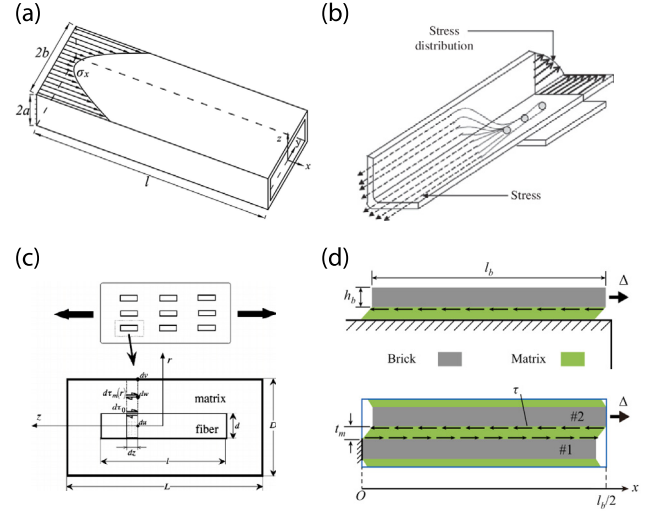 (a)
2b
σx
2a
z
x
l
(b)
Stress
distribution
Stress
(c)
r
dv
dτm(r)
dw
matrix
dτ0
z
du
fiber
d
D
dz
l
L
(d)
lb
Δ
hb
Brick
Matrix
τ
Δ
#2
tm
#1
O
lb/2
x